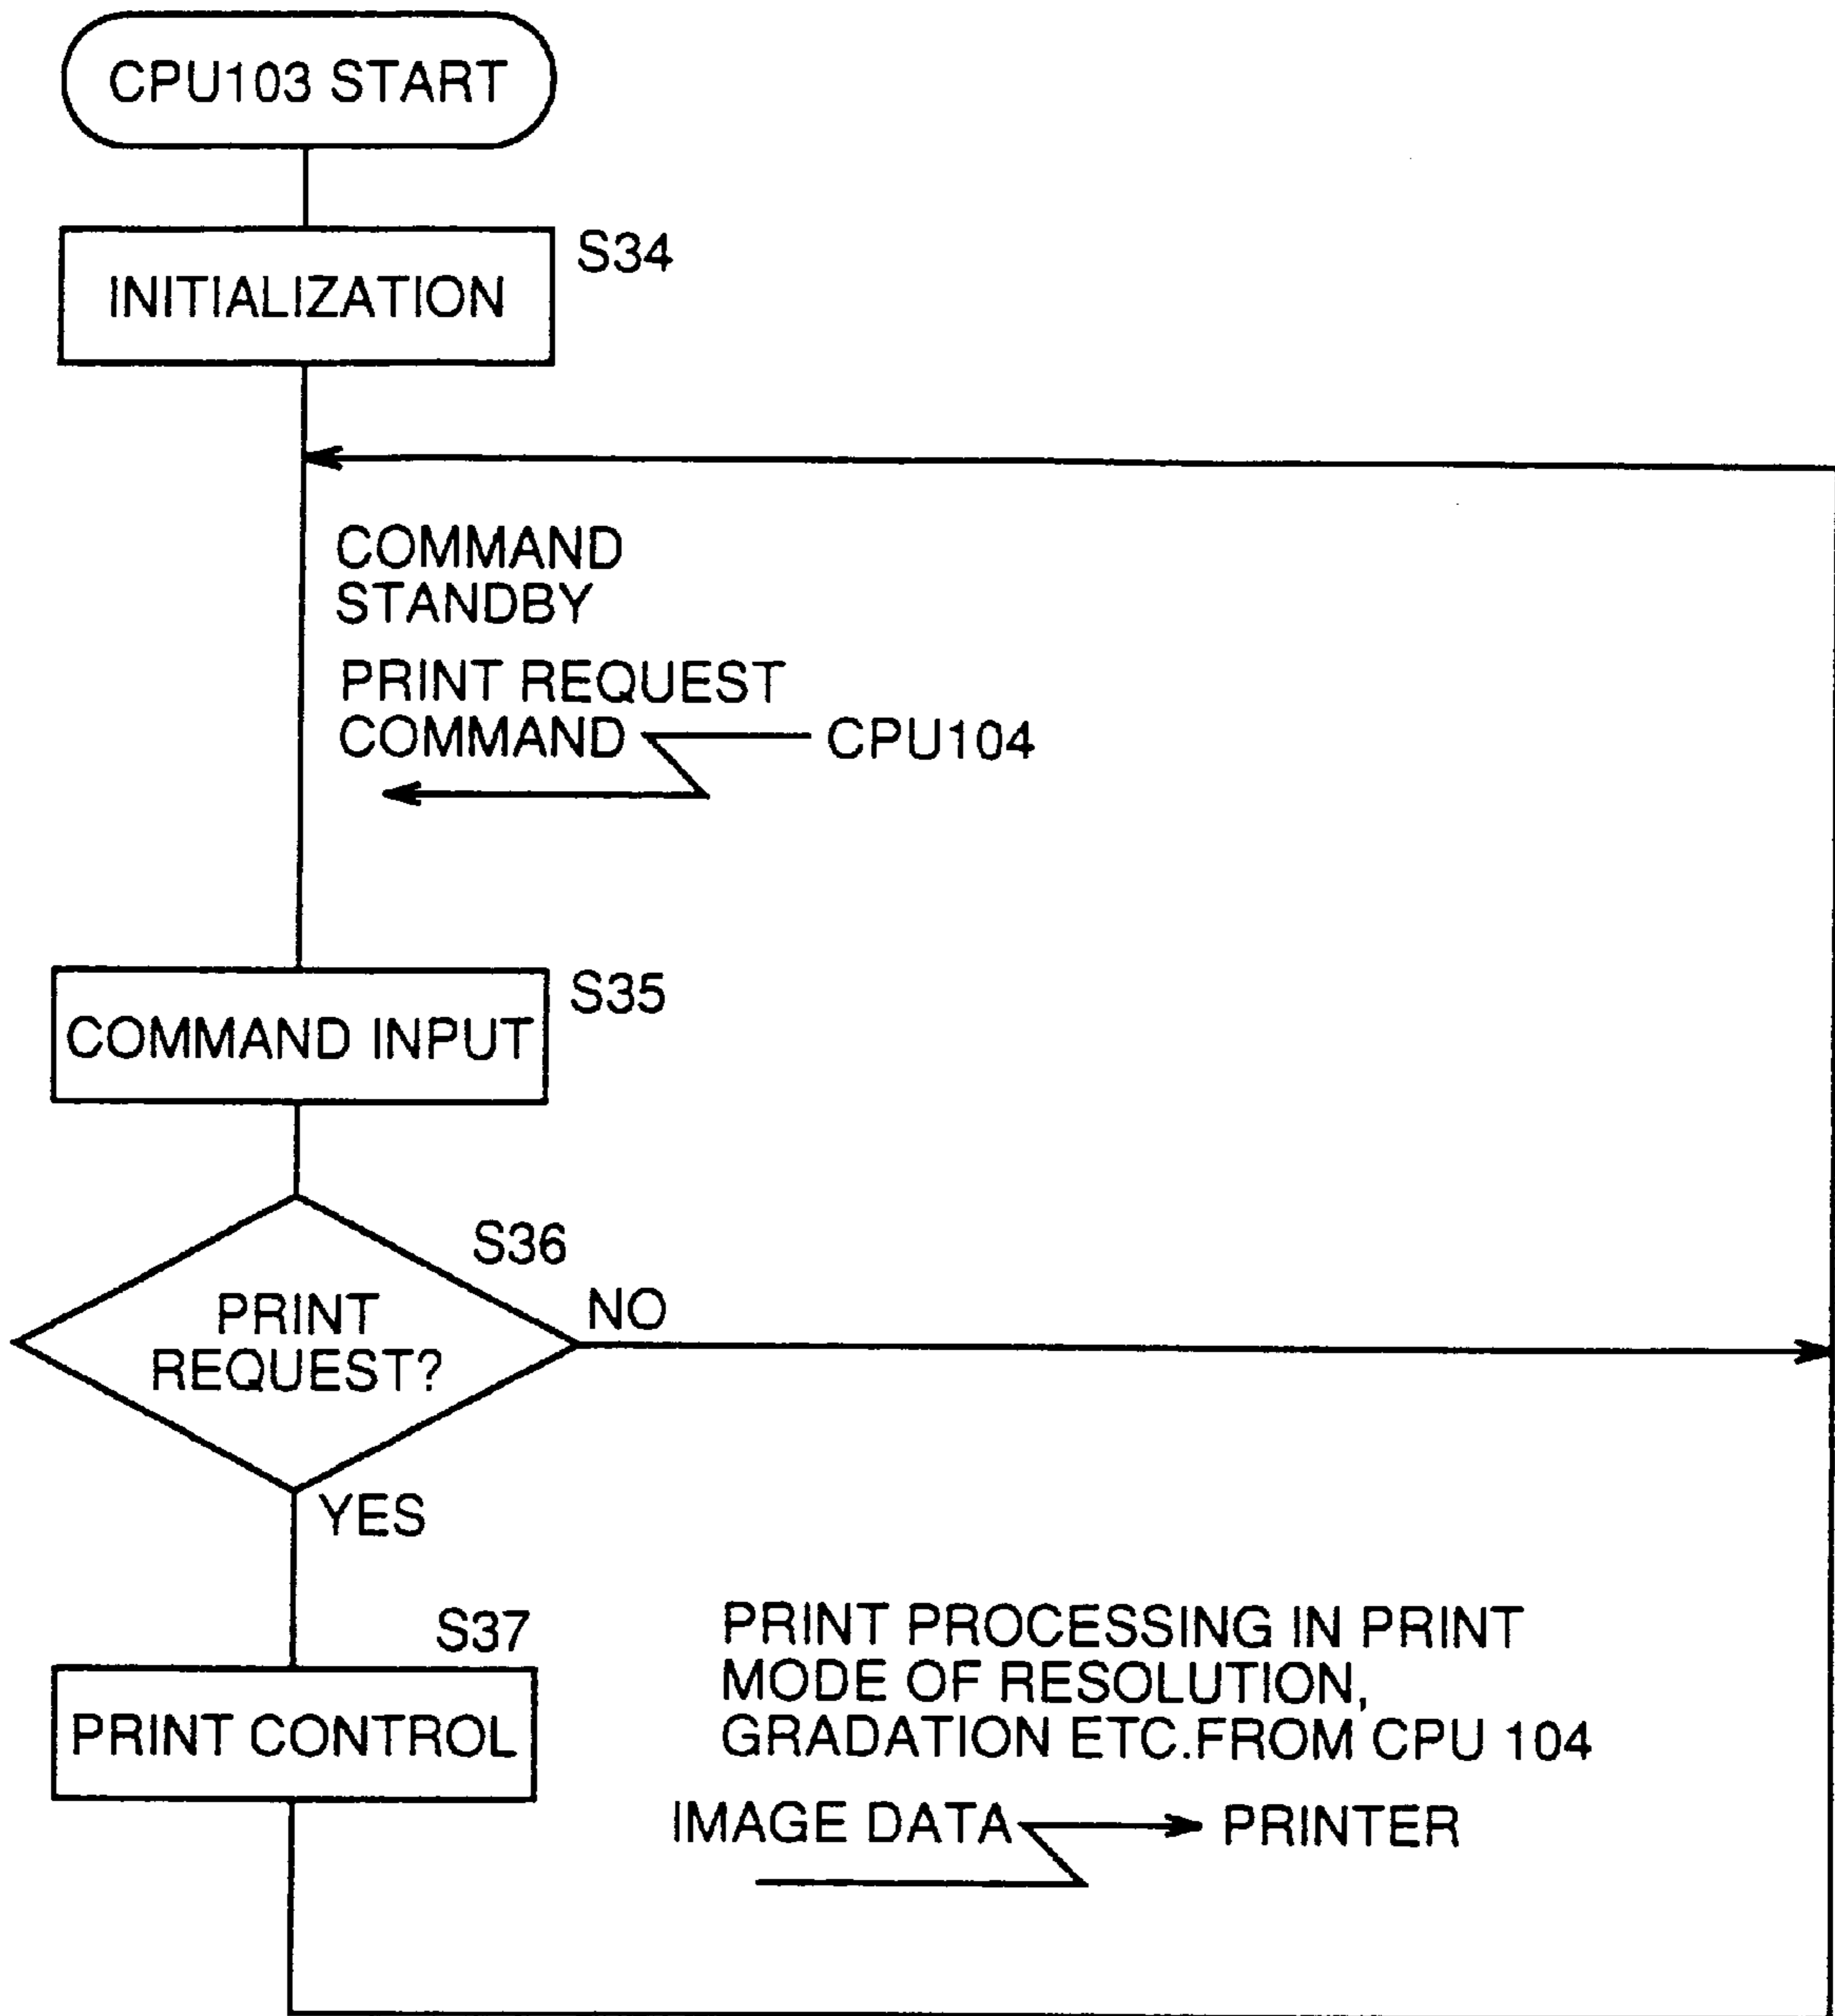 CPU103 START
INITIALIZATION
S34
COMMAND
STANDBY
PRINT REQUEST
COMMAND
CPU104
COMMAND INPUT
S35
S36
PRINT
REQUEST?
NO
YES
S37
PRINT CONTROL
PRINT PROCESSING IN PRINT
MODE OF RESOLUTION,
GRADATION ETC.FROM CPU 104
IMAGE DATA
PRINTER